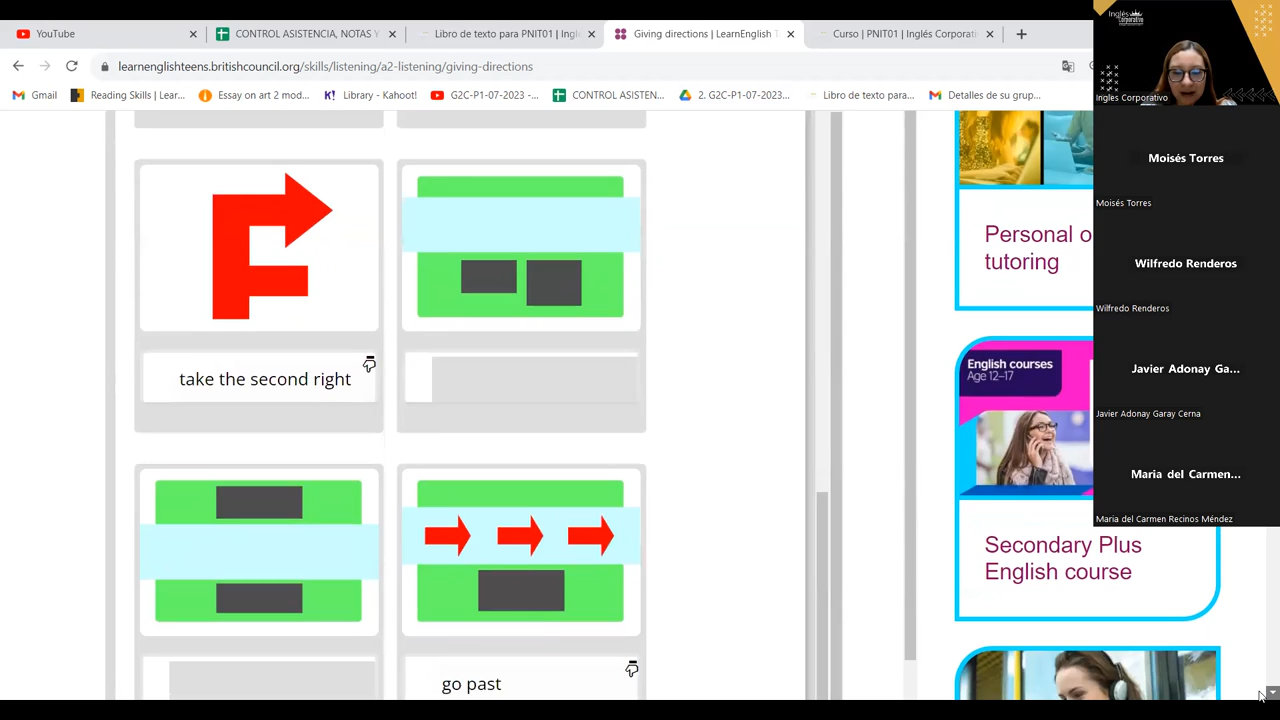 YouTube
CONTROL ASISTENCIA, NOTAS Y
Libro de texto para PNIT01 | Inglé
Giving directions | LearnEnglish T
Curso | PNIT01 | Inglés Corporati
learnenglishteens.britishcouncil.org/skills/listening/a2-listening/giving-directions
Gmail
Reading Skills | Lear...
Essay on art 2 mod...
Library - Kah
G2C-P1-07-2023 -...
CONTROL ASISTEN...
2. G2C-P1-07-2023...
Libro de texto para...
Detalles de su grup...
Inglés
Corporativo
Ingles Corporativo
Moisés Torres
Moisés Torres
Wilfredo Renderos
Wilfredo Renderos
Javier Adonay Ga...
Javier Adonay Garay Cerna
Maria del Carmen...
Maria del Carmen Recinos Méndez
take the second right
go past
Personal o
tutoring
English courses
Age 12–17
Secondary Plus
English course